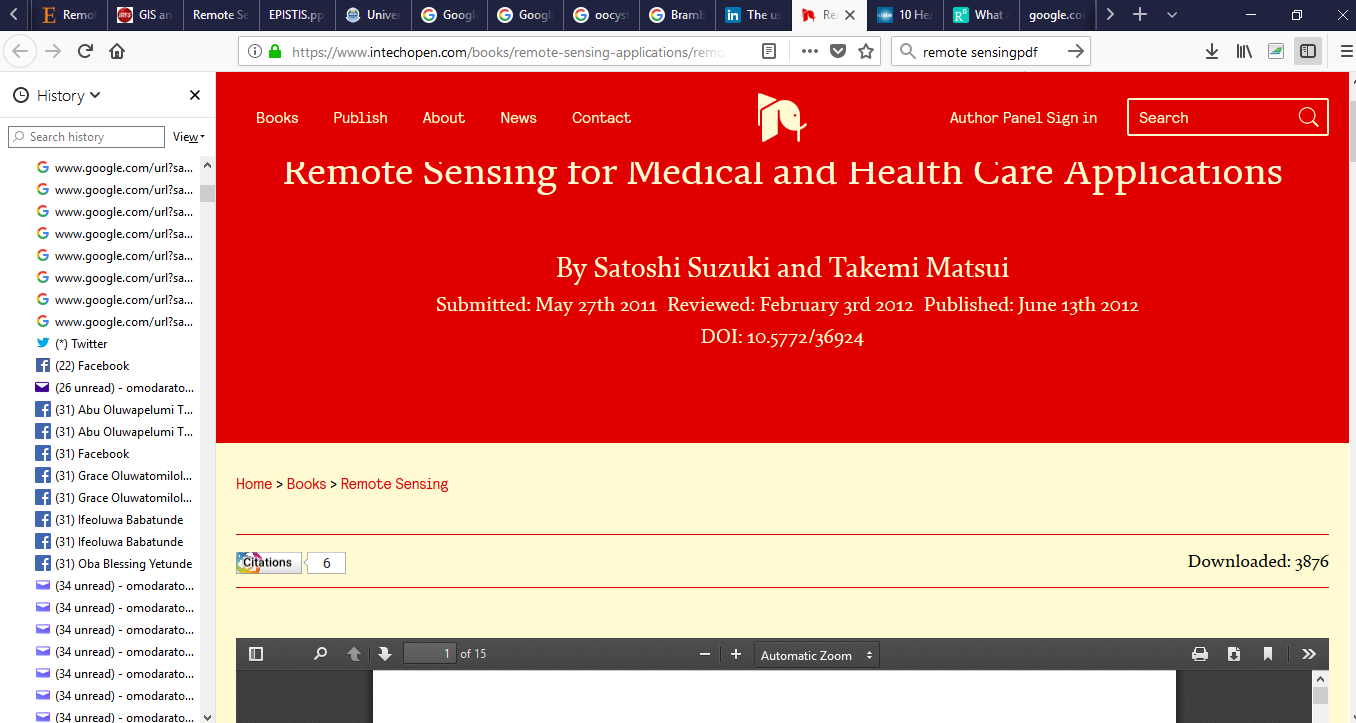 Remot
GIS an
Remote Se
EPISTIS.pp
Univer
Googl
Googl
oocys
Bramb
The us
Re
10 Hea
What
google.co
https://www.intechopen.com/books/remote-sensing-applications/remo
remote sensingpdf
History
Search history
View
www.google.com/url?sa...
www.google.com/url?sa...
www.google.com/url?sa...
www.google.com/url?sa...
www.google.com/url?sa...
www.google.com/url?sa...
www.google.com/url?sa...
www.google.com/url?sa...
(*) Twitter
(22) Facebook
(26 unread) - omodarato...
(31) Abu Oluwapelumi T...
(31) Abu Oluwapelumi T...
(31) Facebook
(31) Grace Oluwatomilol...
(31) Grace Oluwatomilol...
(31) Ifeoluwa Babatunde
(31) Ifeoluwa Babatunde
(31) Oba Blessing Yetunde
(34 unread) - omodarato...
(34 unread) - omodarato...
(34 unread) - omodarato...
(34 unread) - omodarato...
(34 unread) - omodarato...
(34 unread) - omodarato...
(34 unread) - omodarato...
Books Publish About News Contact
Author Panel Sign in
Search
Remote Sensing for Medical and Health Care Applications
By Satoshi Suzuki and Takemi Matsui
Submitted: May 27th 2011 Reviewed: February 3rd 2012 Published: June 13th 2012
DOI: 10.5772/36924
Home > Books > Remote Sensing
Citations 6
Downloaded: 3876
1 of 15
Automatic Zoom